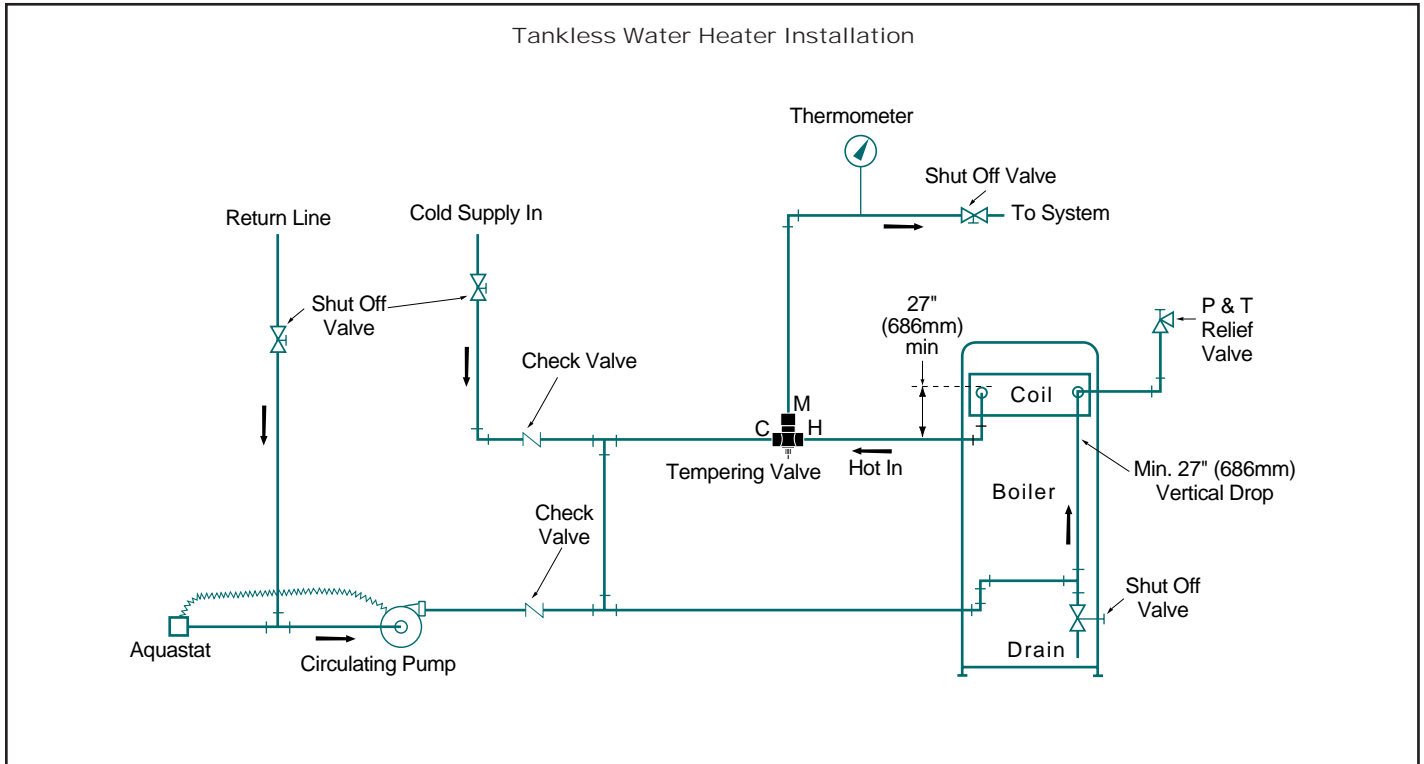 Tankless Water Heater Installation
Thermometer
Shut Off Valve
To System
Return Line
Cold Supply In
Shut Off
Valve
27"
(686mm)
min
P & T
Relief
Valve
Check Valve
Coil
M
C
H
Tempering Valve
Hot In
Min. 27" (686mm)
Vertical Drop
Boiler
Check
Valve
Shut Off
Valve
Drain
Aquastat
Circulating Pump